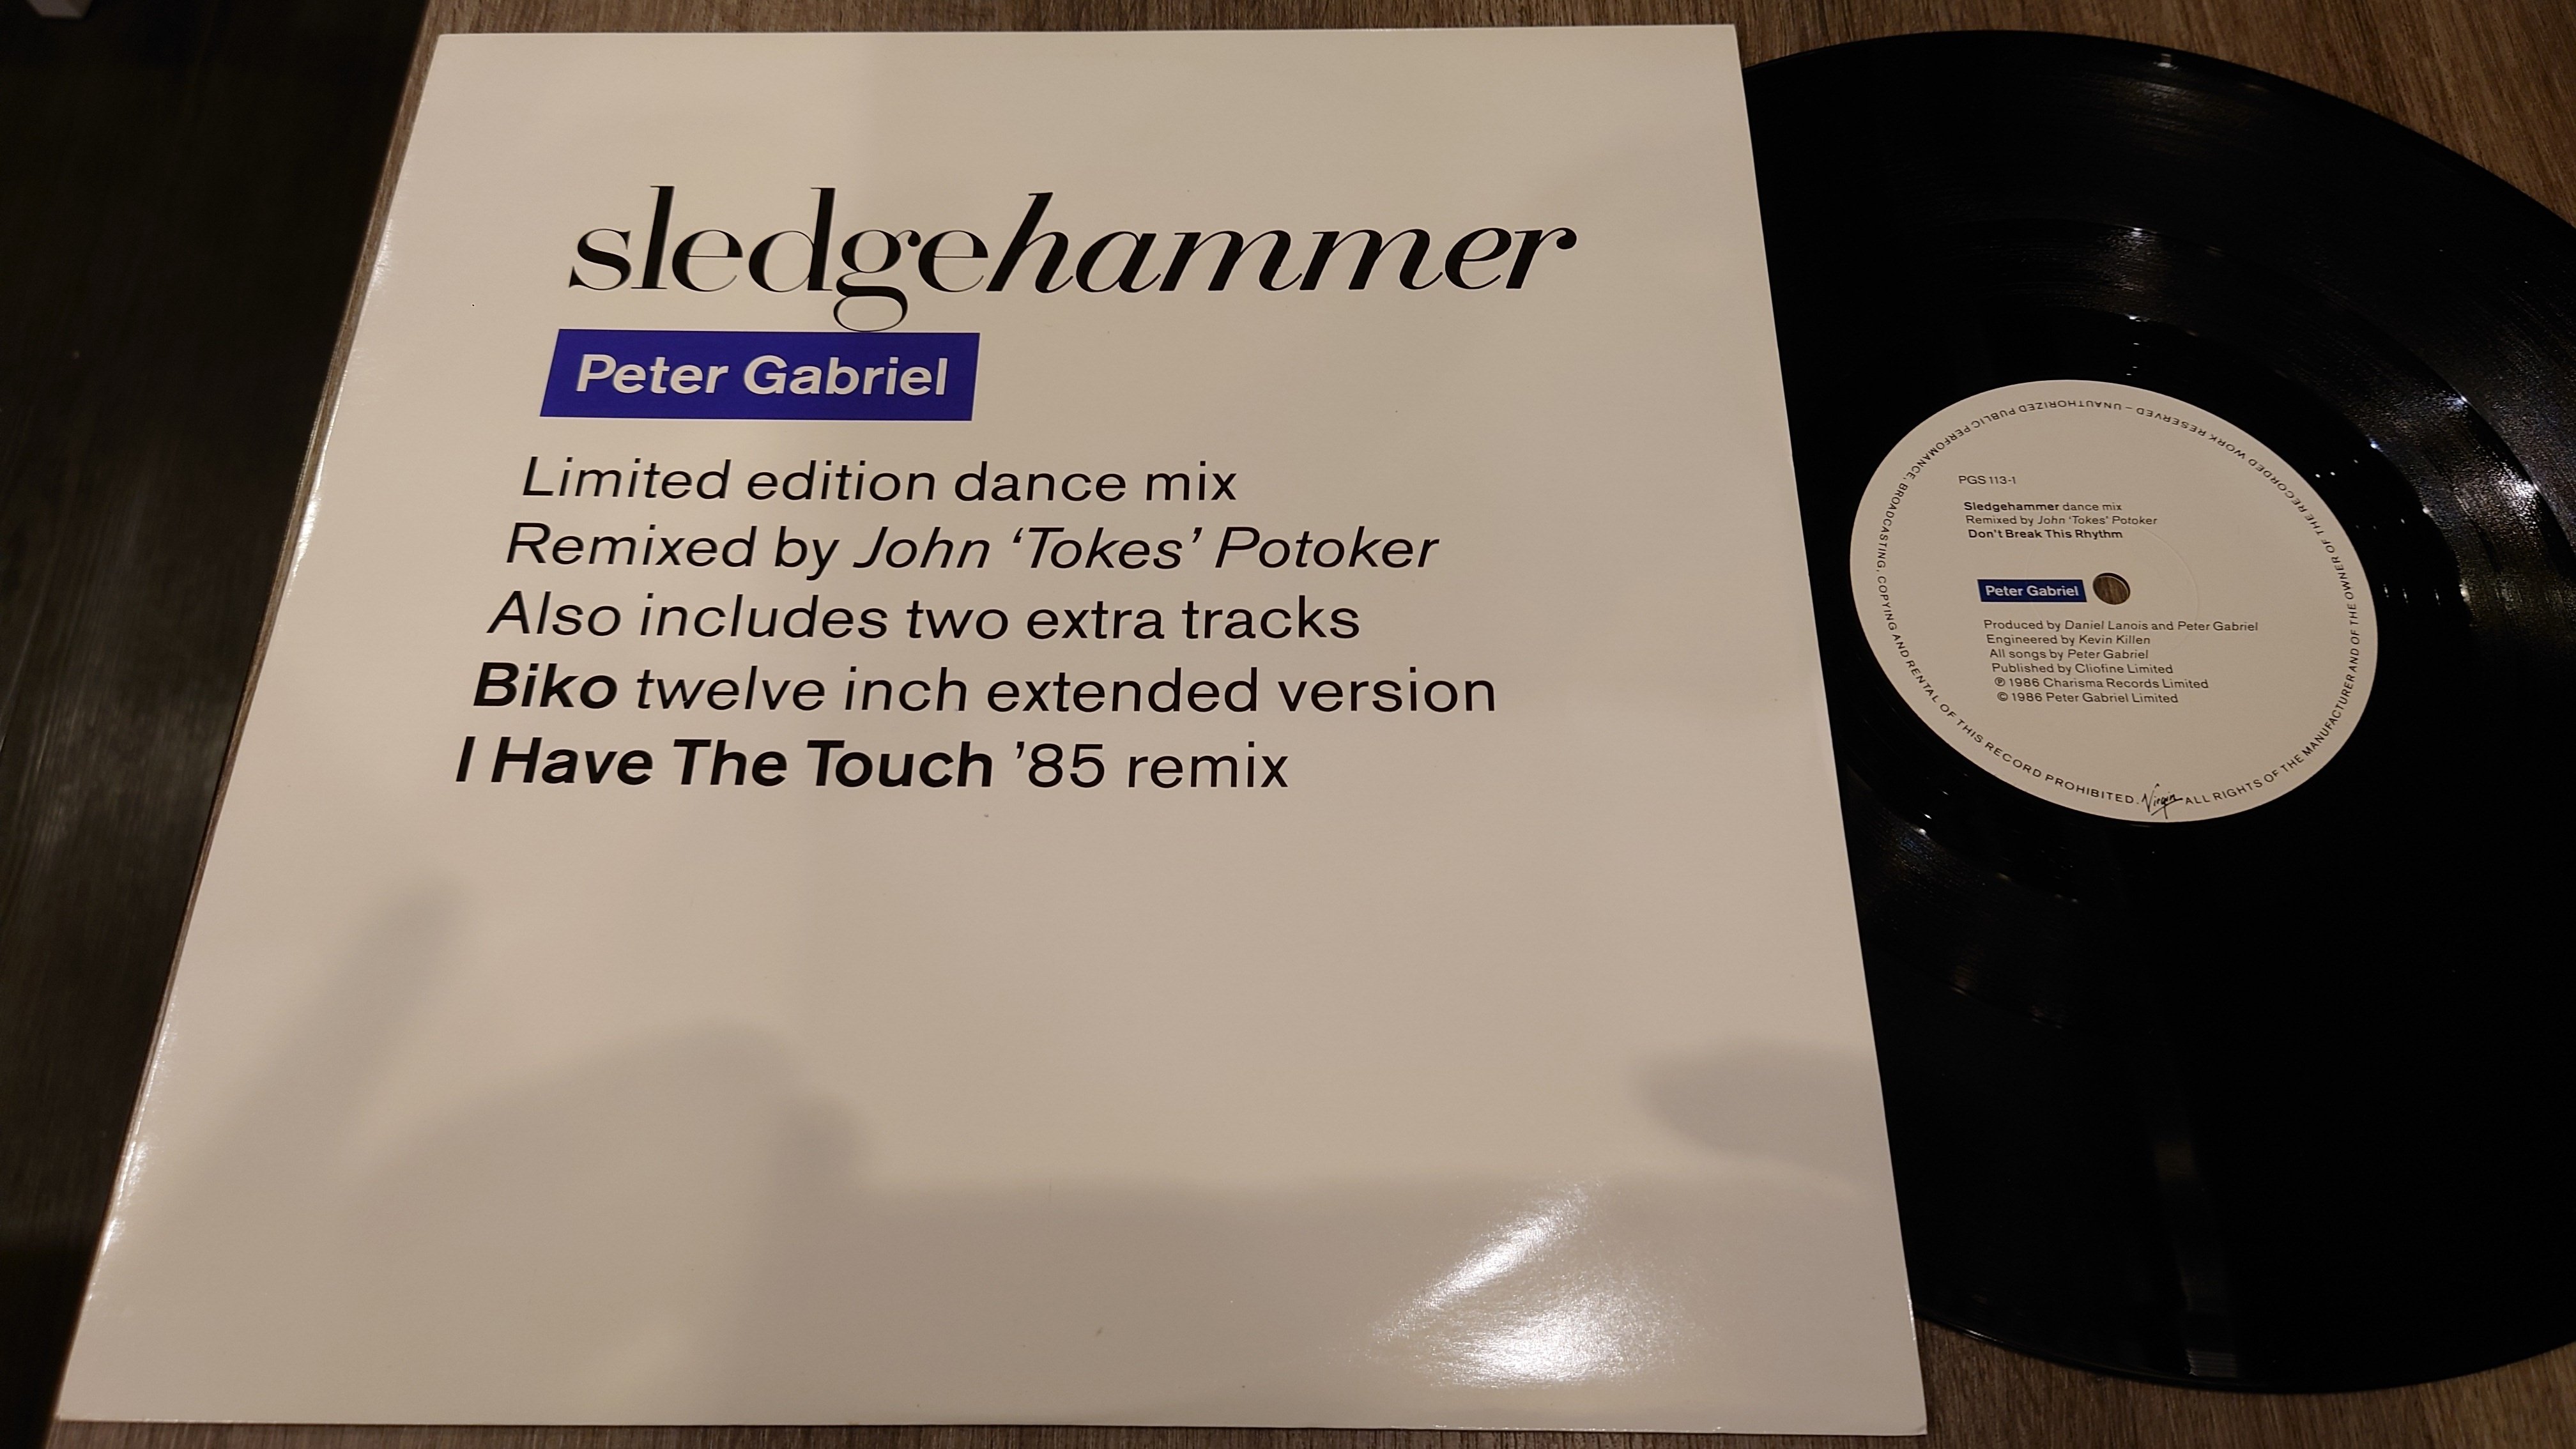 sledgehammer
Peter Gabriel
Limited edition dance mix
Remixed by John ‘Tokes’ Potoker
Also includes two extra tracks
Biko twelve inch extended version
I Have The Touch ’85 remix
PGS 113-1
Sledgehammer dance mix
Remixed by John ‘Tokes’ Potoker
Don't Break This Rhythm
Peter Gabriel
Produced by Daniel Lanois and Peter Gabriel
Engineered by Kevin Killen
All songs by Peter Gabriel
Published by Cliofine Limited
℗ 1986 Charisma Records Limited
© 1986 Peter Gabriel Limited
Virgin
ALL RIGHTS OF THE MANUFACTURER AND OF THE OWNER OF THE RECORDED WORK RESERVED – UNAUTHORIZED PUBLIC PERFOMANCE, BROADCASTING, COPYING AND RENTAL OF THIS RECORD PROHIBITED.